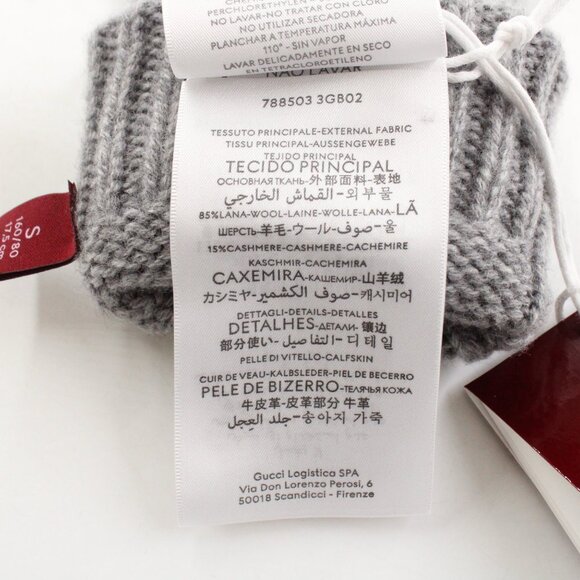 CHE
PERCHLORETHYLEN
NO LAVAR-LAVAR
NO UTILIZAR SECADORA
PLANCHAR A TEMPERATURA MÁXIMA
110° - SIN VAPOR
LAVAR DELICADAMENTE EN SECO
EN TETRACLOROETILENO
NÃO LAVAR
788503 3GB02
TESSUTO PRINCIPALE-EXTERNAL FABRIC
TISSU PRINCIPAL-AUSSENGEWEBE
TEJIDO PRINCIPAL
TECIDO PRINCIPAL
ОСНОВНАЯ ТКАНЬ-外部面料-表地
القماش الخارجي-외부물
85%LANA-WOOL-LAINE-WOLLE-LANA-LÃ
ШЕРСТЬ-羊毛-ウール-صوف-울
15%CASHMERE-CASHMERE-CACHEMIRE
KASCHMIR-CACHEMIRA
CAXEMIRA-КАШЕМИР-山羊绒
カシミヤ-صوف الكشمير-캐시미어
DETTAGLI-DETAILS-DETALLES
DETALHES-ДЕТАЛИ-镶边
部分使い-التفاصيل-디테일
PELLE DI VITELLO-CALFSKIN
CUIR DE VEAU-KALBSLEDER-PIEL DE BECERRO
PELE DE BIZERRO-ТЕЛЯЧЬЯ КОЖА
牛皮革-皮革部分 牛革
جلد العجل-송아지 가죽
Gucci Logistica SPA
Via Don Lorenzo Perosi, 6
50018 Scandicci - Firenze
S
160/80
17,5 cm